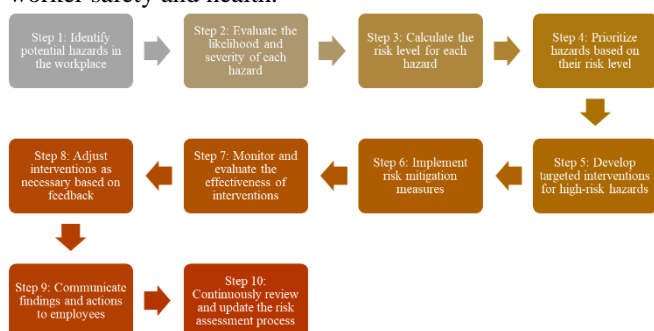 worker safety and health.
Step 1: Identify
potential hazards in
the workplace
Step 2: Evaluate the
likelihood and
severity of each
hazard
Step 3: Calculate the
risk level for each
hazard
Step 4: Prioritize
hazards based on
their risk level
Step 5: Develop
targeted interventions
for high-risk hazards
Step 6: Implement
risk mitigation
measures
Step 7: Monitor and
evaluate the
effectiveness of
interventions
Step 8: Adjust
interventions as
necessary based on
feedback
Step 9: Communicate
findings and actions
to employees
Step 10:
Continuously review
and update the risk
assessment process